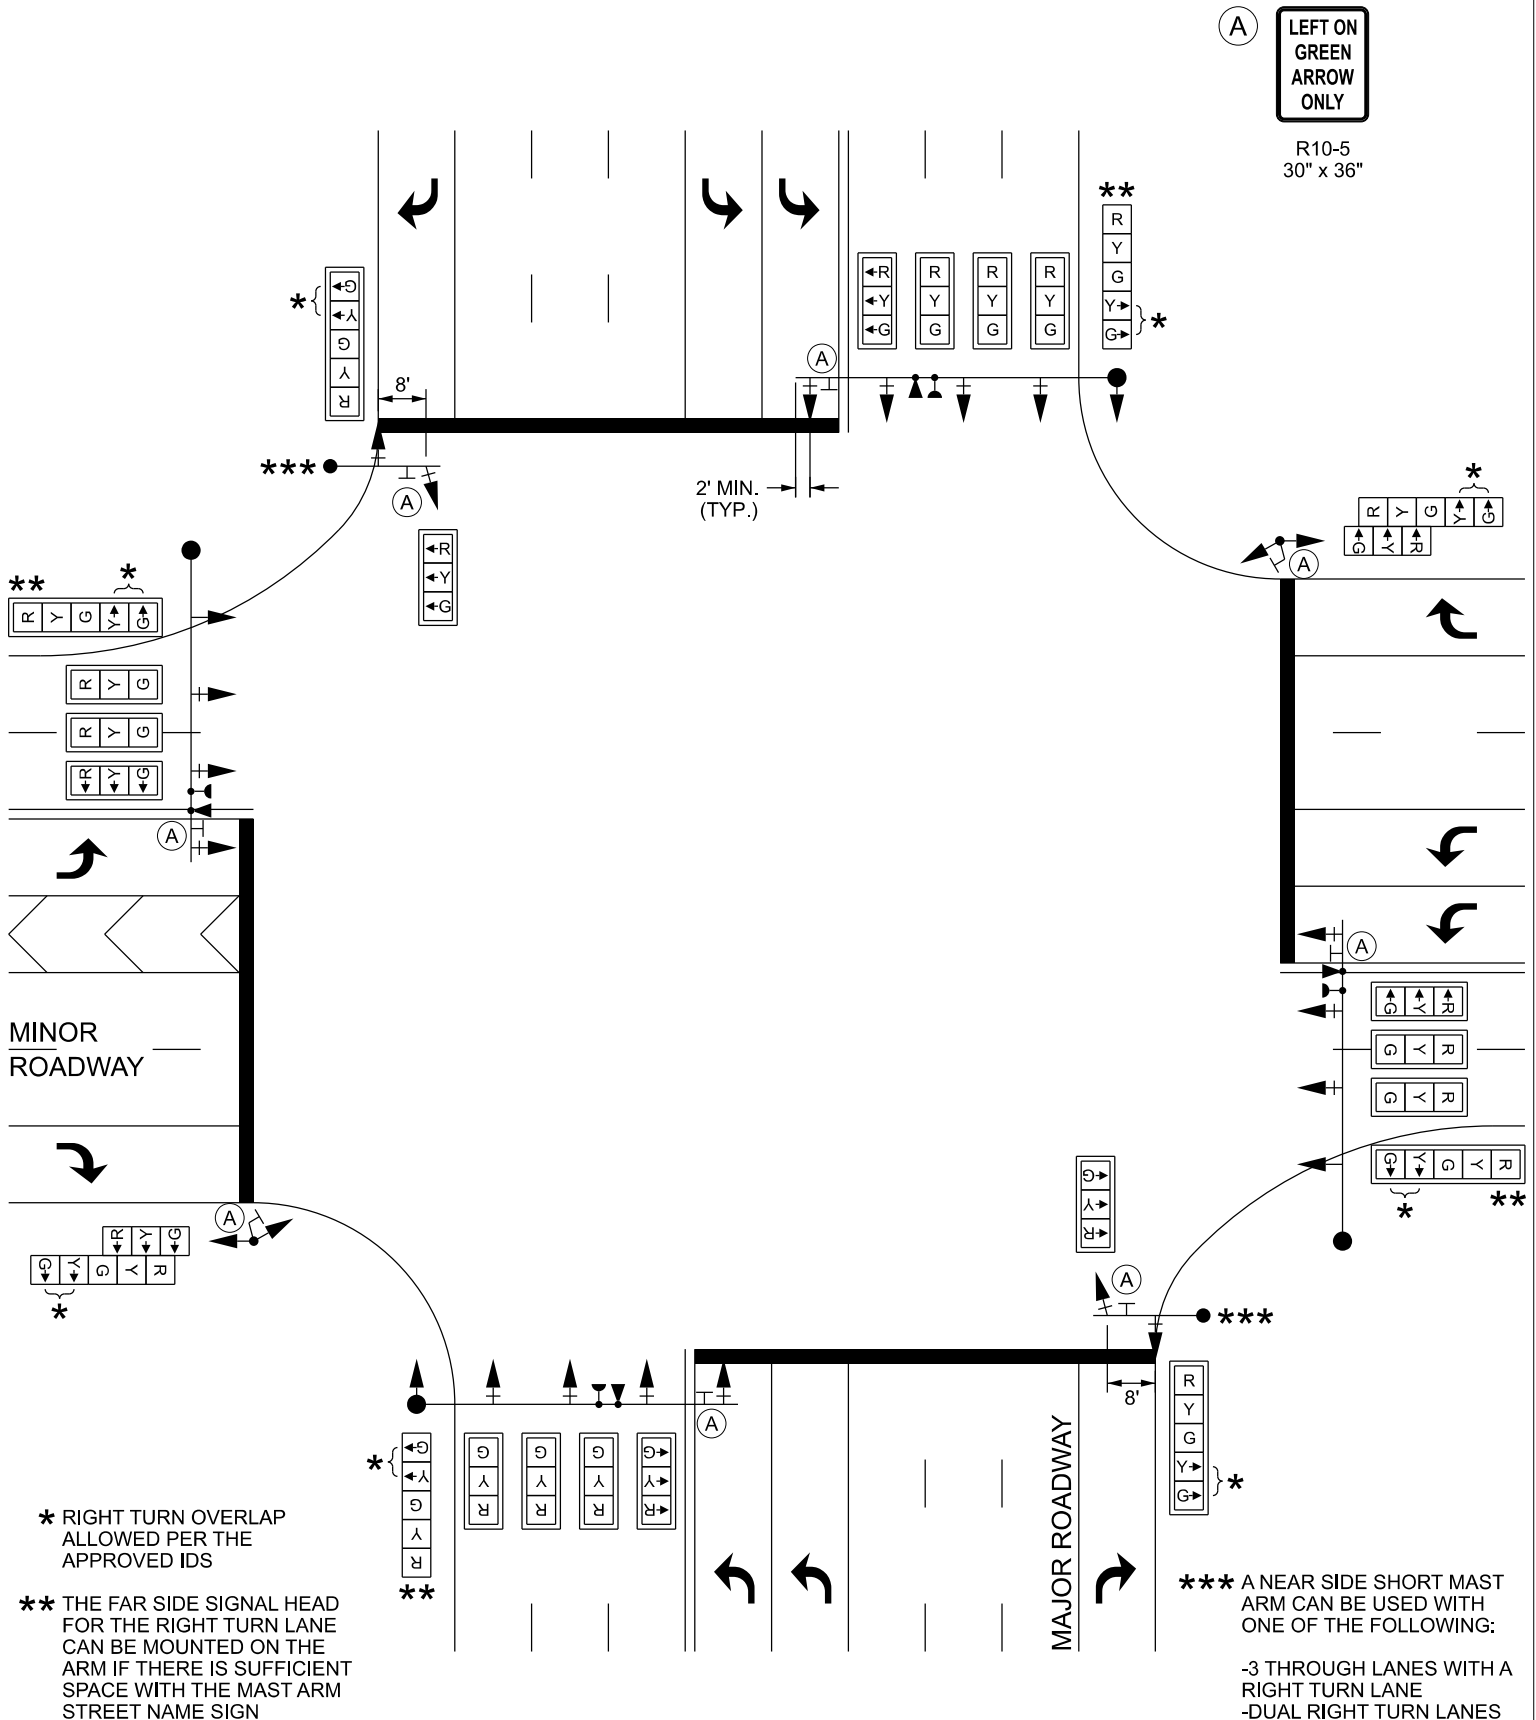 A
LEFT ON
GREEN
ARROW
ONLY
R10-5
30" x 36"
**
R
Y
G
Y
G
*
R
Y
G
R
Y
G
R
Y
G
R
Y
G
A
*
G
Y
G
Y
R
8'
***
A
2' MIN.
(TYP.)
R
Y
G
*
R Y G Y G
G Y R
A
**
*
R Y G Y G
R Y G
R Y G
R Y G
A
A
G Y R
G Y R
G Y R
G Y G Y R
*
**
MINOR
ROADWAY
A
R Y G
G Y G Y R
*
G
Y
R
A
***
8'
R
Y
G
Y
G
*
A
*
G
Y
G
Y
R
**
G
Y
R
G
Y
R
G
Y
R
G
Y
R
MAJOR ROADWAY
* RIGHT TURN OVERLAP
ALLOWED PER THE
APPROVED IDS
** THE FAR SIDE SIGNAL HEAD
FOR THE RIGHT TURN LANE
CAN BE MOUNTED ON THE
ARM IF THERE IS SUFFICIENT
SPACE WITH THE MAST ARM
STREET NAME SIGN
*** A NEAR SIDE SHORT MAST
ARM CAN BE USED WITH
ONE OF THE FOLLOWING:
-3 THROUGH LANES WITH A
RIGHT TURN LANE
-DUAL RIGHT TURN LANES